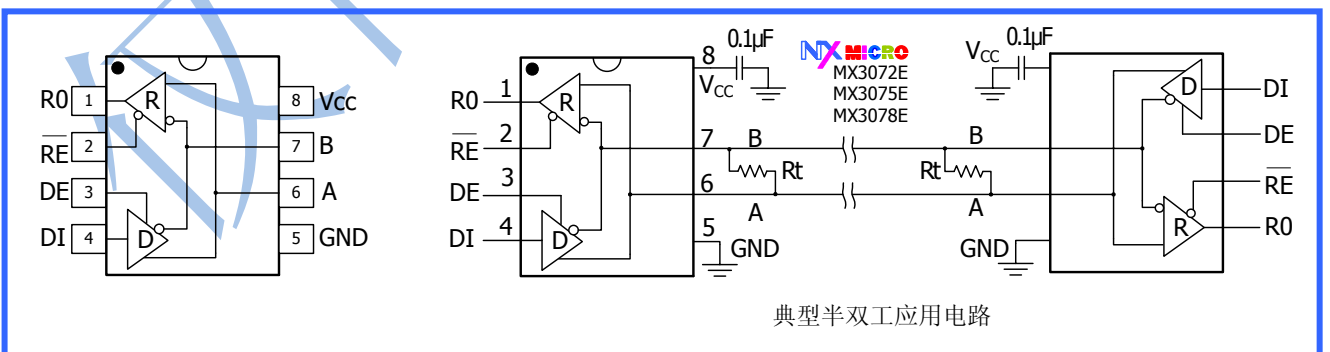 R0 1 R 8 Vcc
RE 2 7 B
DE 3 6 A
DI 4 D 5 GND
0.1µF
8
VCC
NX MICRO
MX3072E
MX3075E
MX3078E
R0 1 R
RE 2
DE 3
DI 4 D
7 B
Rt
6
A
5
GND
VCC 0.1µF
B
Rt
A
GND
D DI
DE
RE
R R0
典型半双工应用电路